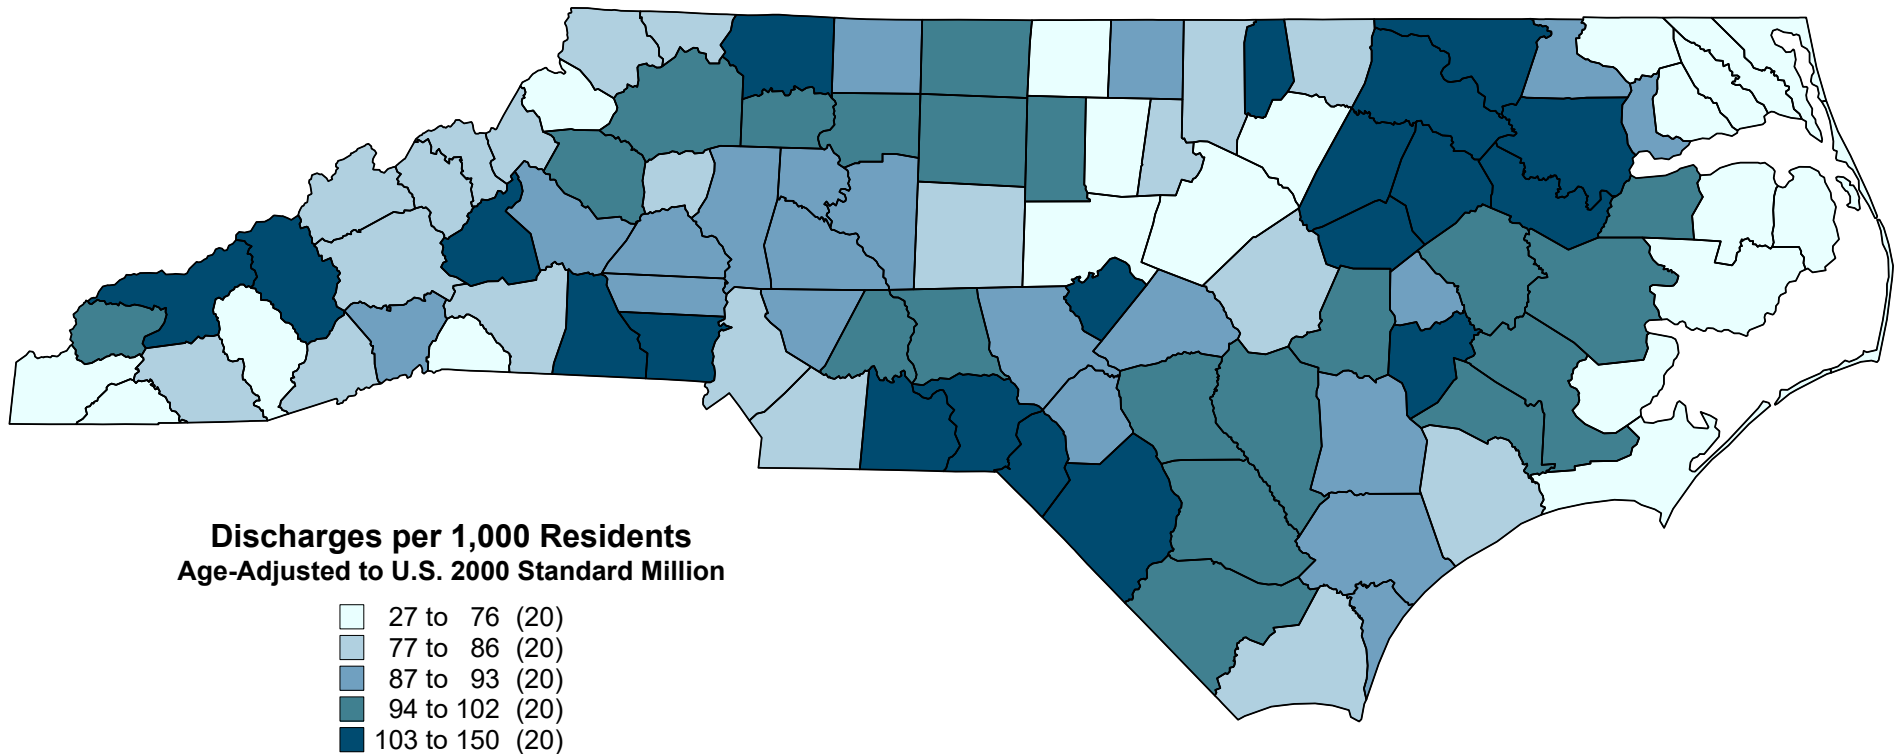 Discharges per 1,000 Residents
Age-Adjusted to U.S. 2000 Standard Million
27 to 76 (20)
77 to 86 (20)
87 to 93 (20)
94 to 102 (20)
103 to 150 (20)